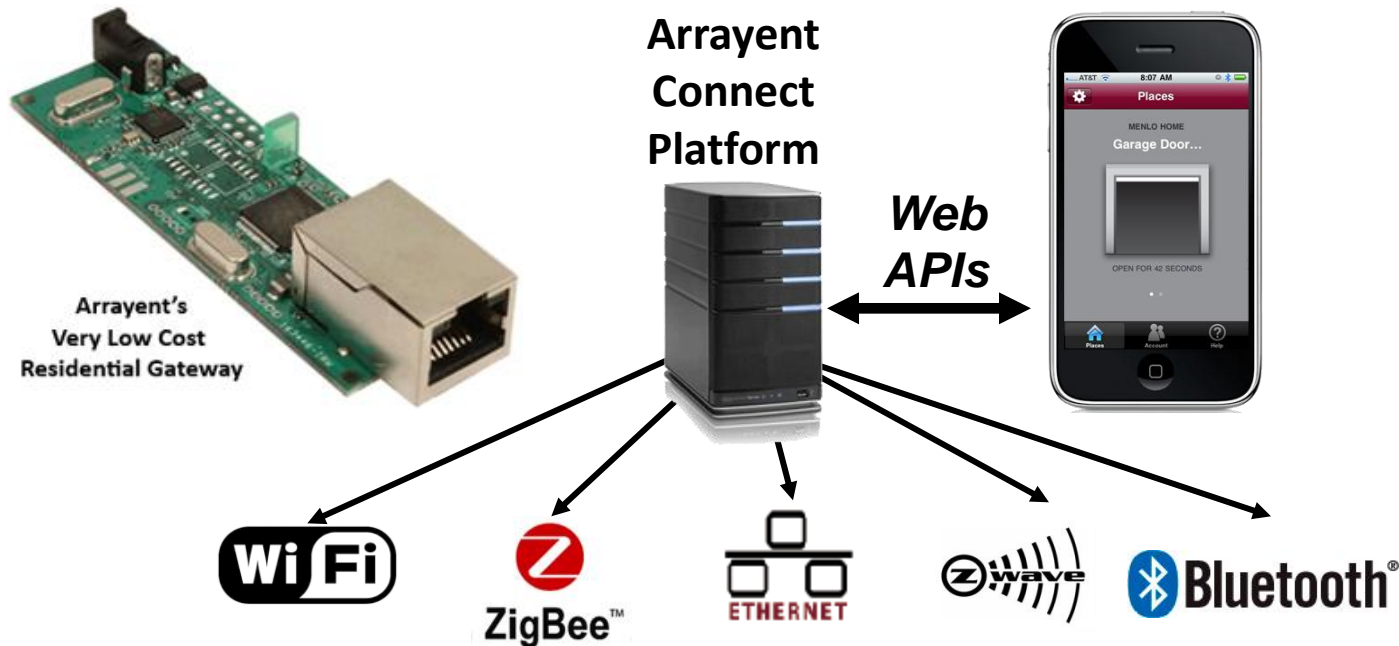 Arrayent
Connect
Platform
Arrayent's
Very Low Cost
Residential Gateway
Web
APIs
AT&T 8:07 AM
Places
MENLO HOME
Garage Door...
OPEN FOR 42 SECONDS
Places Account Help
Wi Fi
ZigBee™
ETHERNET
Z wave
Bluetooth®